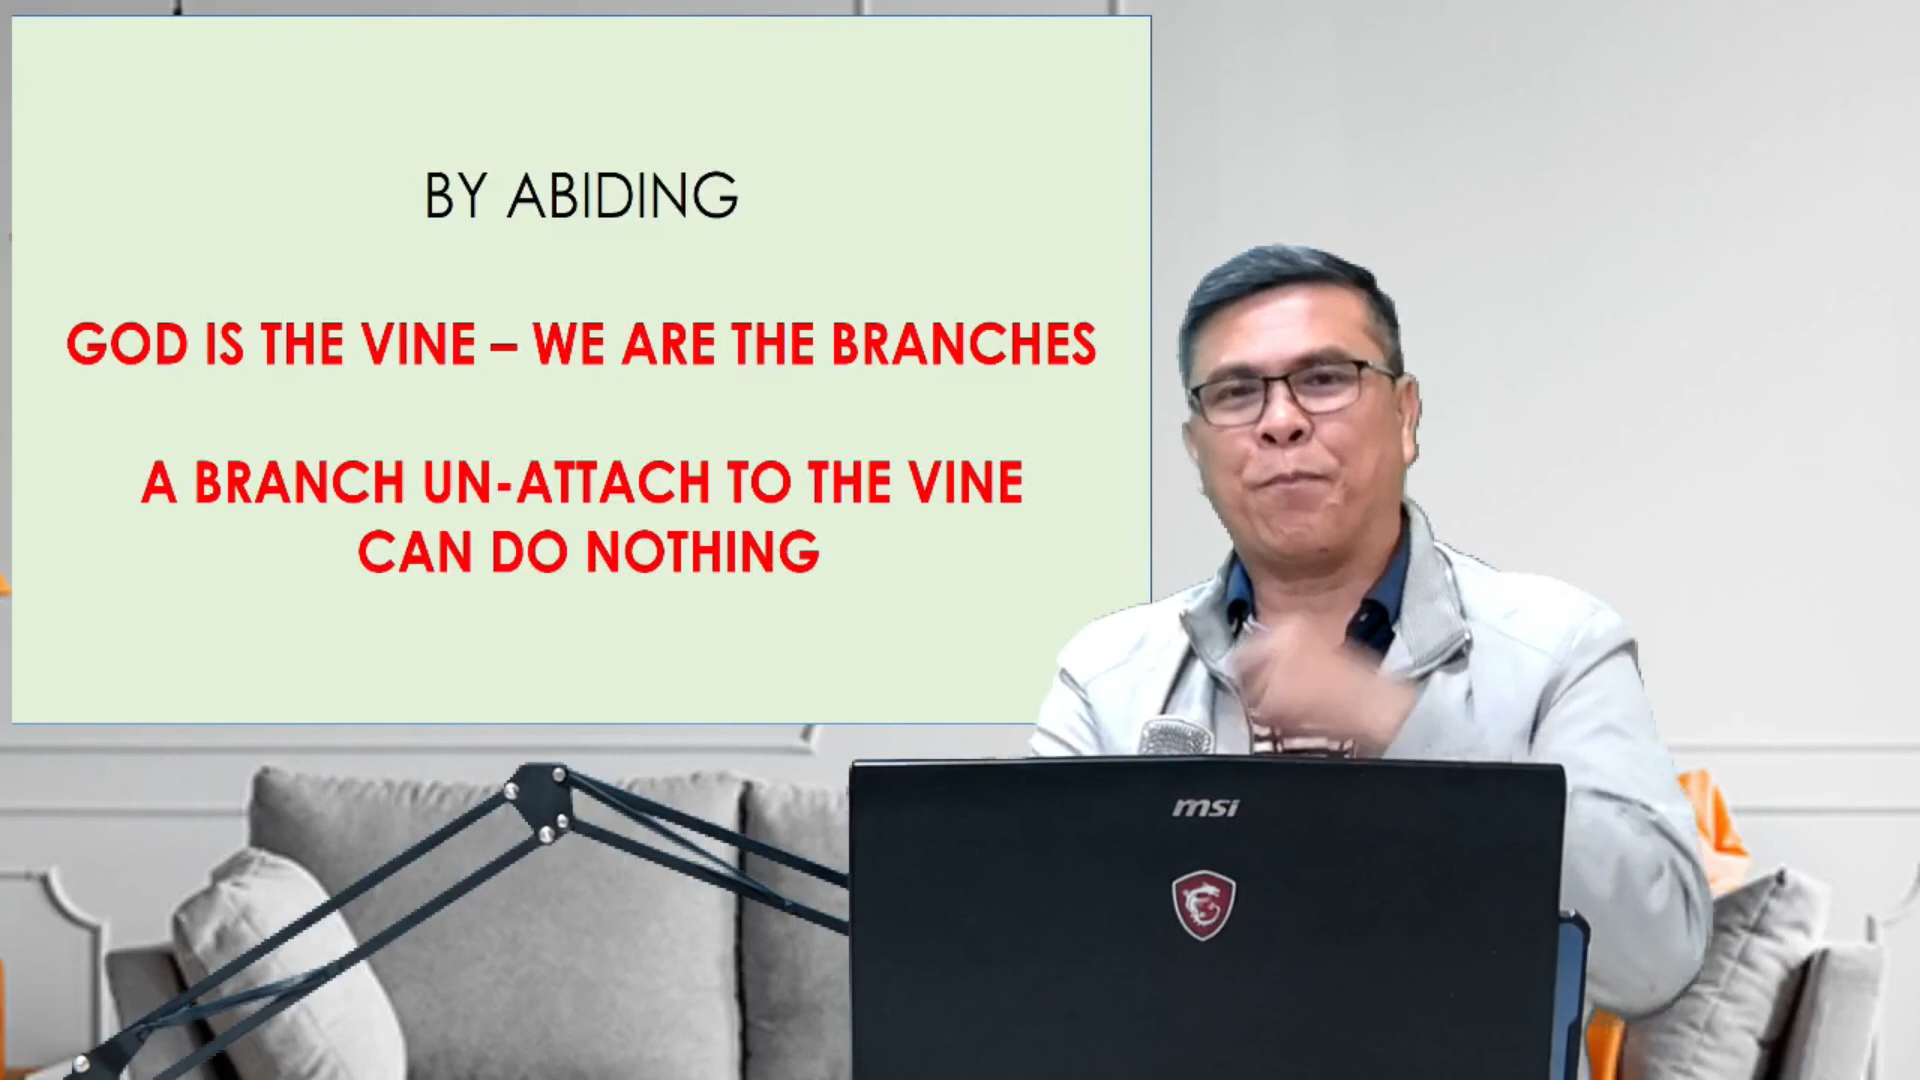 BY ABIDING
GOD IS THE VINE – WE ARE THE BRANCHES
A BRANCH UN-ATTACH TO THE VINE
CAN DO NOTHING
msi